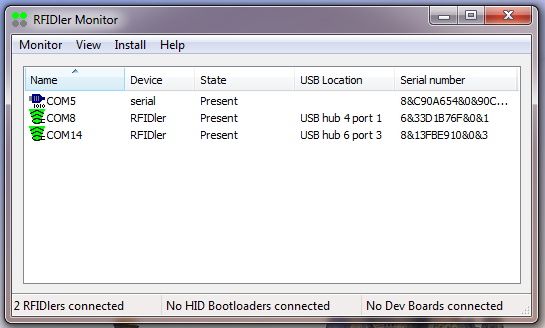 RFIDler Monitor
Monitor View Install Help
Name Device State USB Location Serial number
COM5 serial Present 8&C90A654&0&90C...
COM8 RFIDler Present USB hub 4 port 1 6&33D1B76F&0&1
COM14 RFIDler Present USB hub 6 port 3 8&13FBE910&0&3
2 RFIDlers connected No HID Bootloaders connected No Dev Boards connected